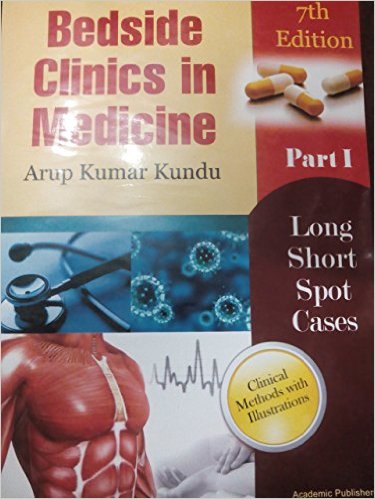 Bedside
Clinics in
Medicine
Arup Kumar Kundu
7th
Edition
Part I
Long
Short
Spot
Cases
Clinical
Methods with
Illustrations
Academic Publisher